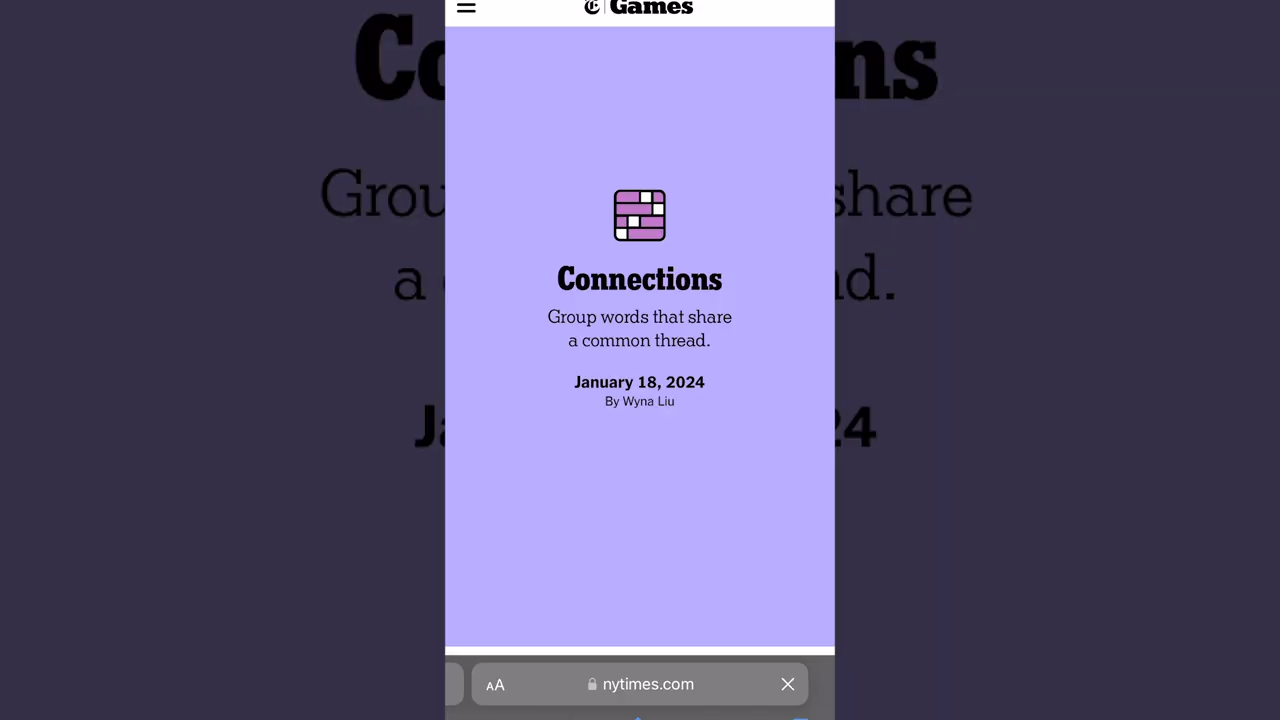 Games
Connections
Group words that share
a common thread.
January 18, 2024
By Wyna Liu
AA
nytimes.com